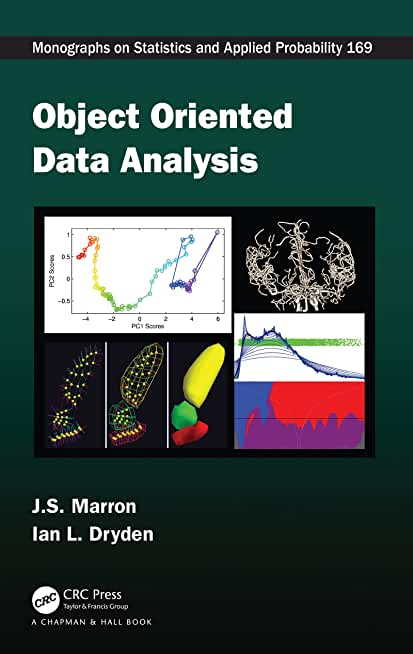 Monographs on Statistics and Applied Probability 169
Object Oriented
Data Analysis
PC2 Scores
1
0.5
0
-0.5
-4
-2
0
2
4
6
PC1 Scores
J.S. Marron
Ian L. Dryden
CRC
CRC Press
Taylor & Francis Group
A CHAPMAN & HALL BOOK